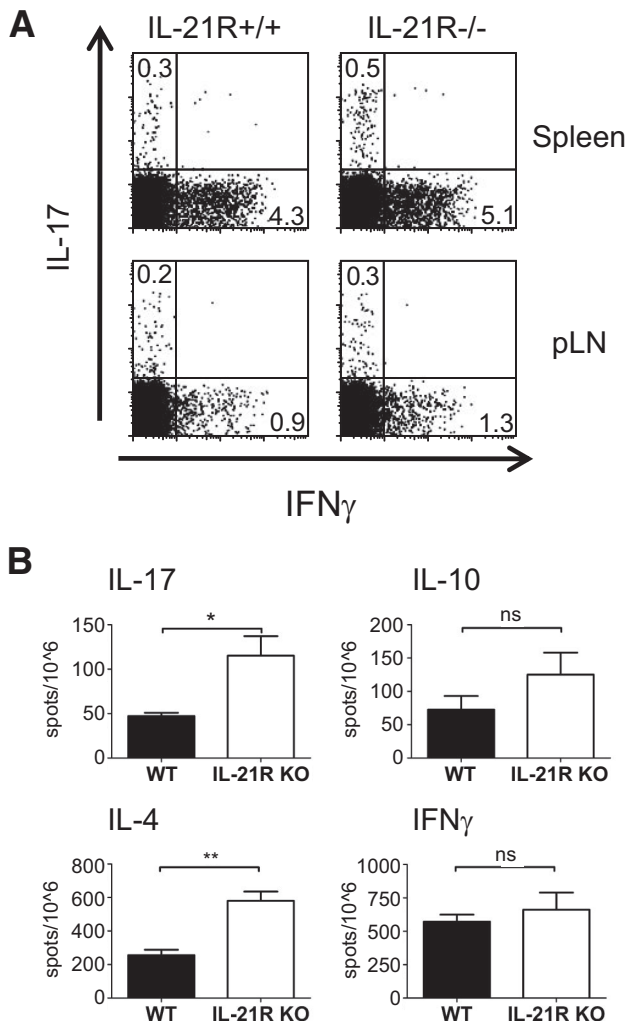 A
IL-21R+/+ IL-21R-/-
0.3 0.5
Spleen
4.3 5.1
IL-17
0.2 0.3
pLN
0.9 1.3
IFNγ
B
IL-17 IL-10
150 * 200 ns
100 150
50 100
0 50
0
spots/10^6 spots/10^6
WT IL-21R KO WT IL-21R KO
IL-4 IFNγ
800 ** 1000 ns
600 750
400 500
200 250
0 0
spots/10^6 spots/10^6
WT IL-21R KO WT IL-21R KO